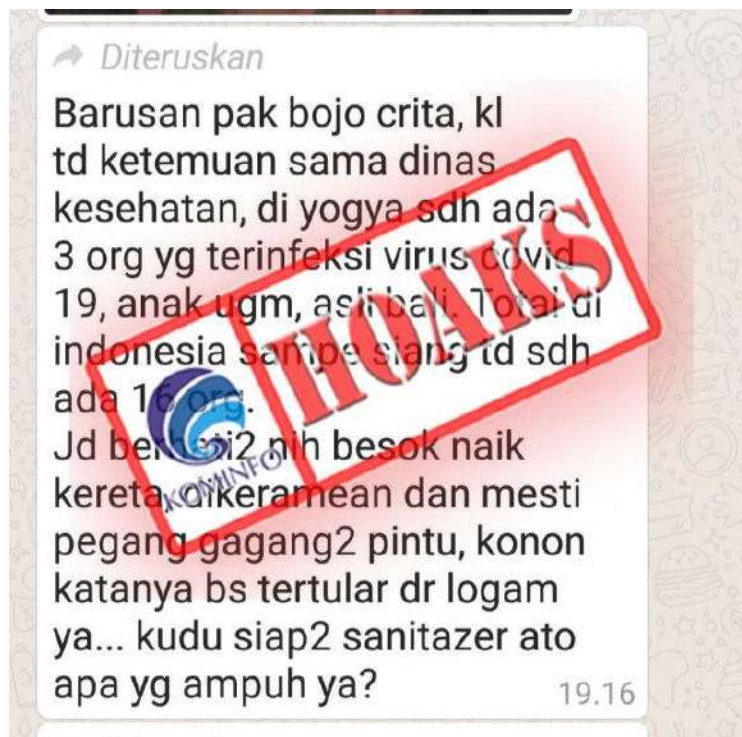 Diteruskan
Barusan pak bojo crita, kl
td ketemuan sama dinas
kesehatan, di yogya sdh ada
3 org yg terinfeksi virus covid
19, anak ugm, asli bali. Total di
indonesia sampe siang td sdh
ada 16 org.
Jd berhati2 nih besok naik
kereta, dikeramean dan mesti
pegang gagang2 pintu, konon
katanya bs tertular dr logam
ya... kudu siap2 sanitazer ato
apa yg ampuh ya?
19.16
KOMINFO
HOAKS